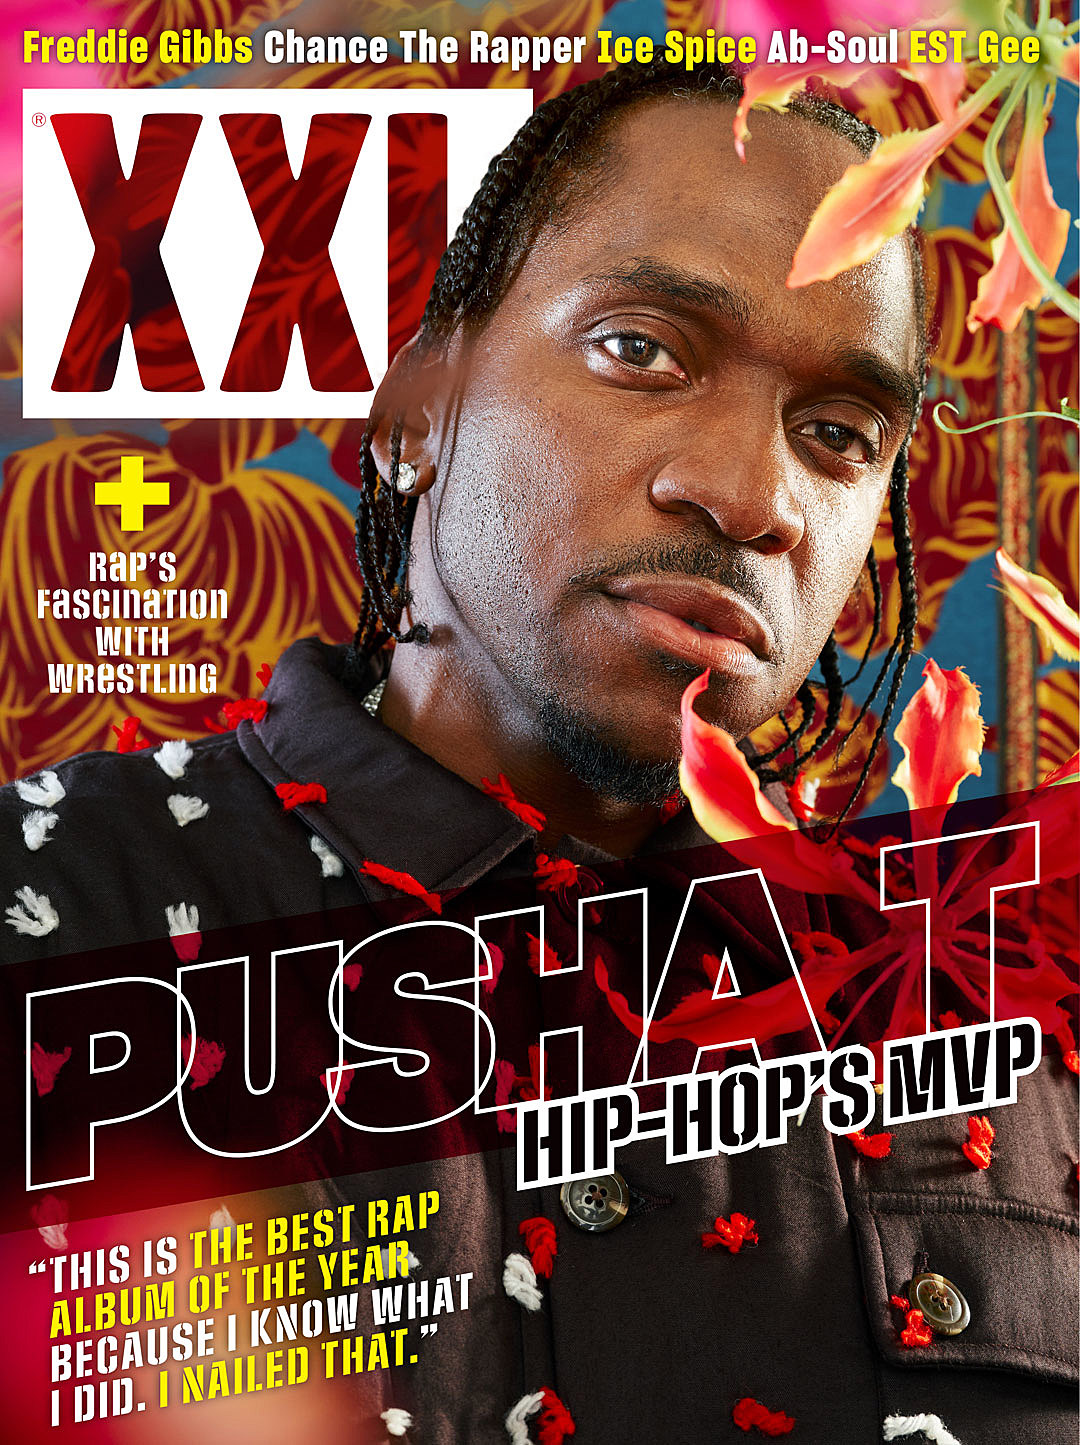 Freddie Gibbs Chance The Rapper Ice Spice Ab-Soul EST Gee
®
XXL
+
RAP'S
FASCINATION
WITH
WRESTLING
PUSHA T
HIP-HOP'S MVP
“THIS IS THE BEST RAP
ALBUM OF THE YEAR
BECAUSE I KNOW WHAT
I DID. I NAILED THAT.”